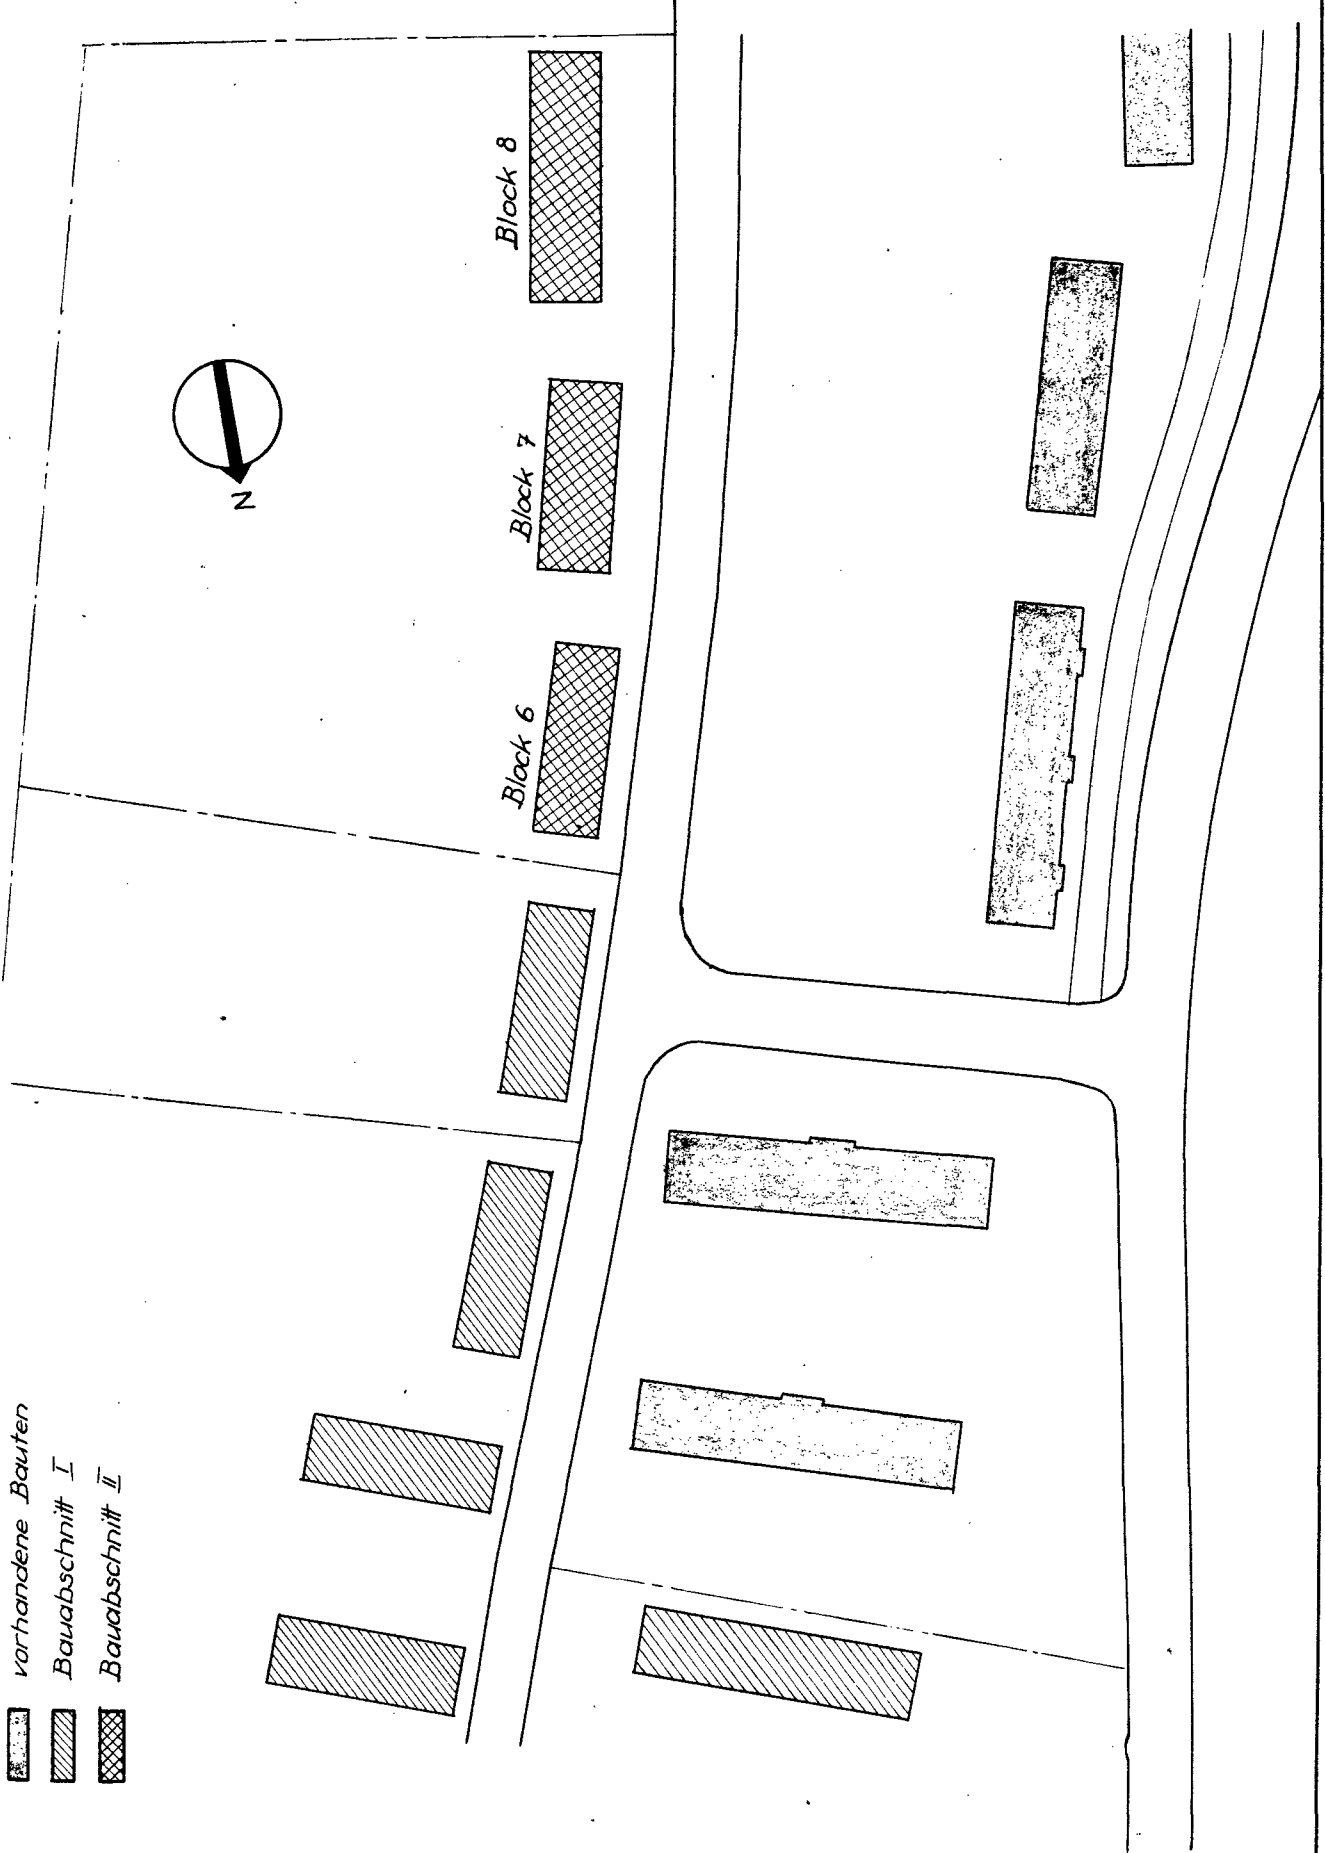 vorhandene Bauten
Bauabschnitt I
Bauabschnitt II
Block 6
Block 7
Block 8
N